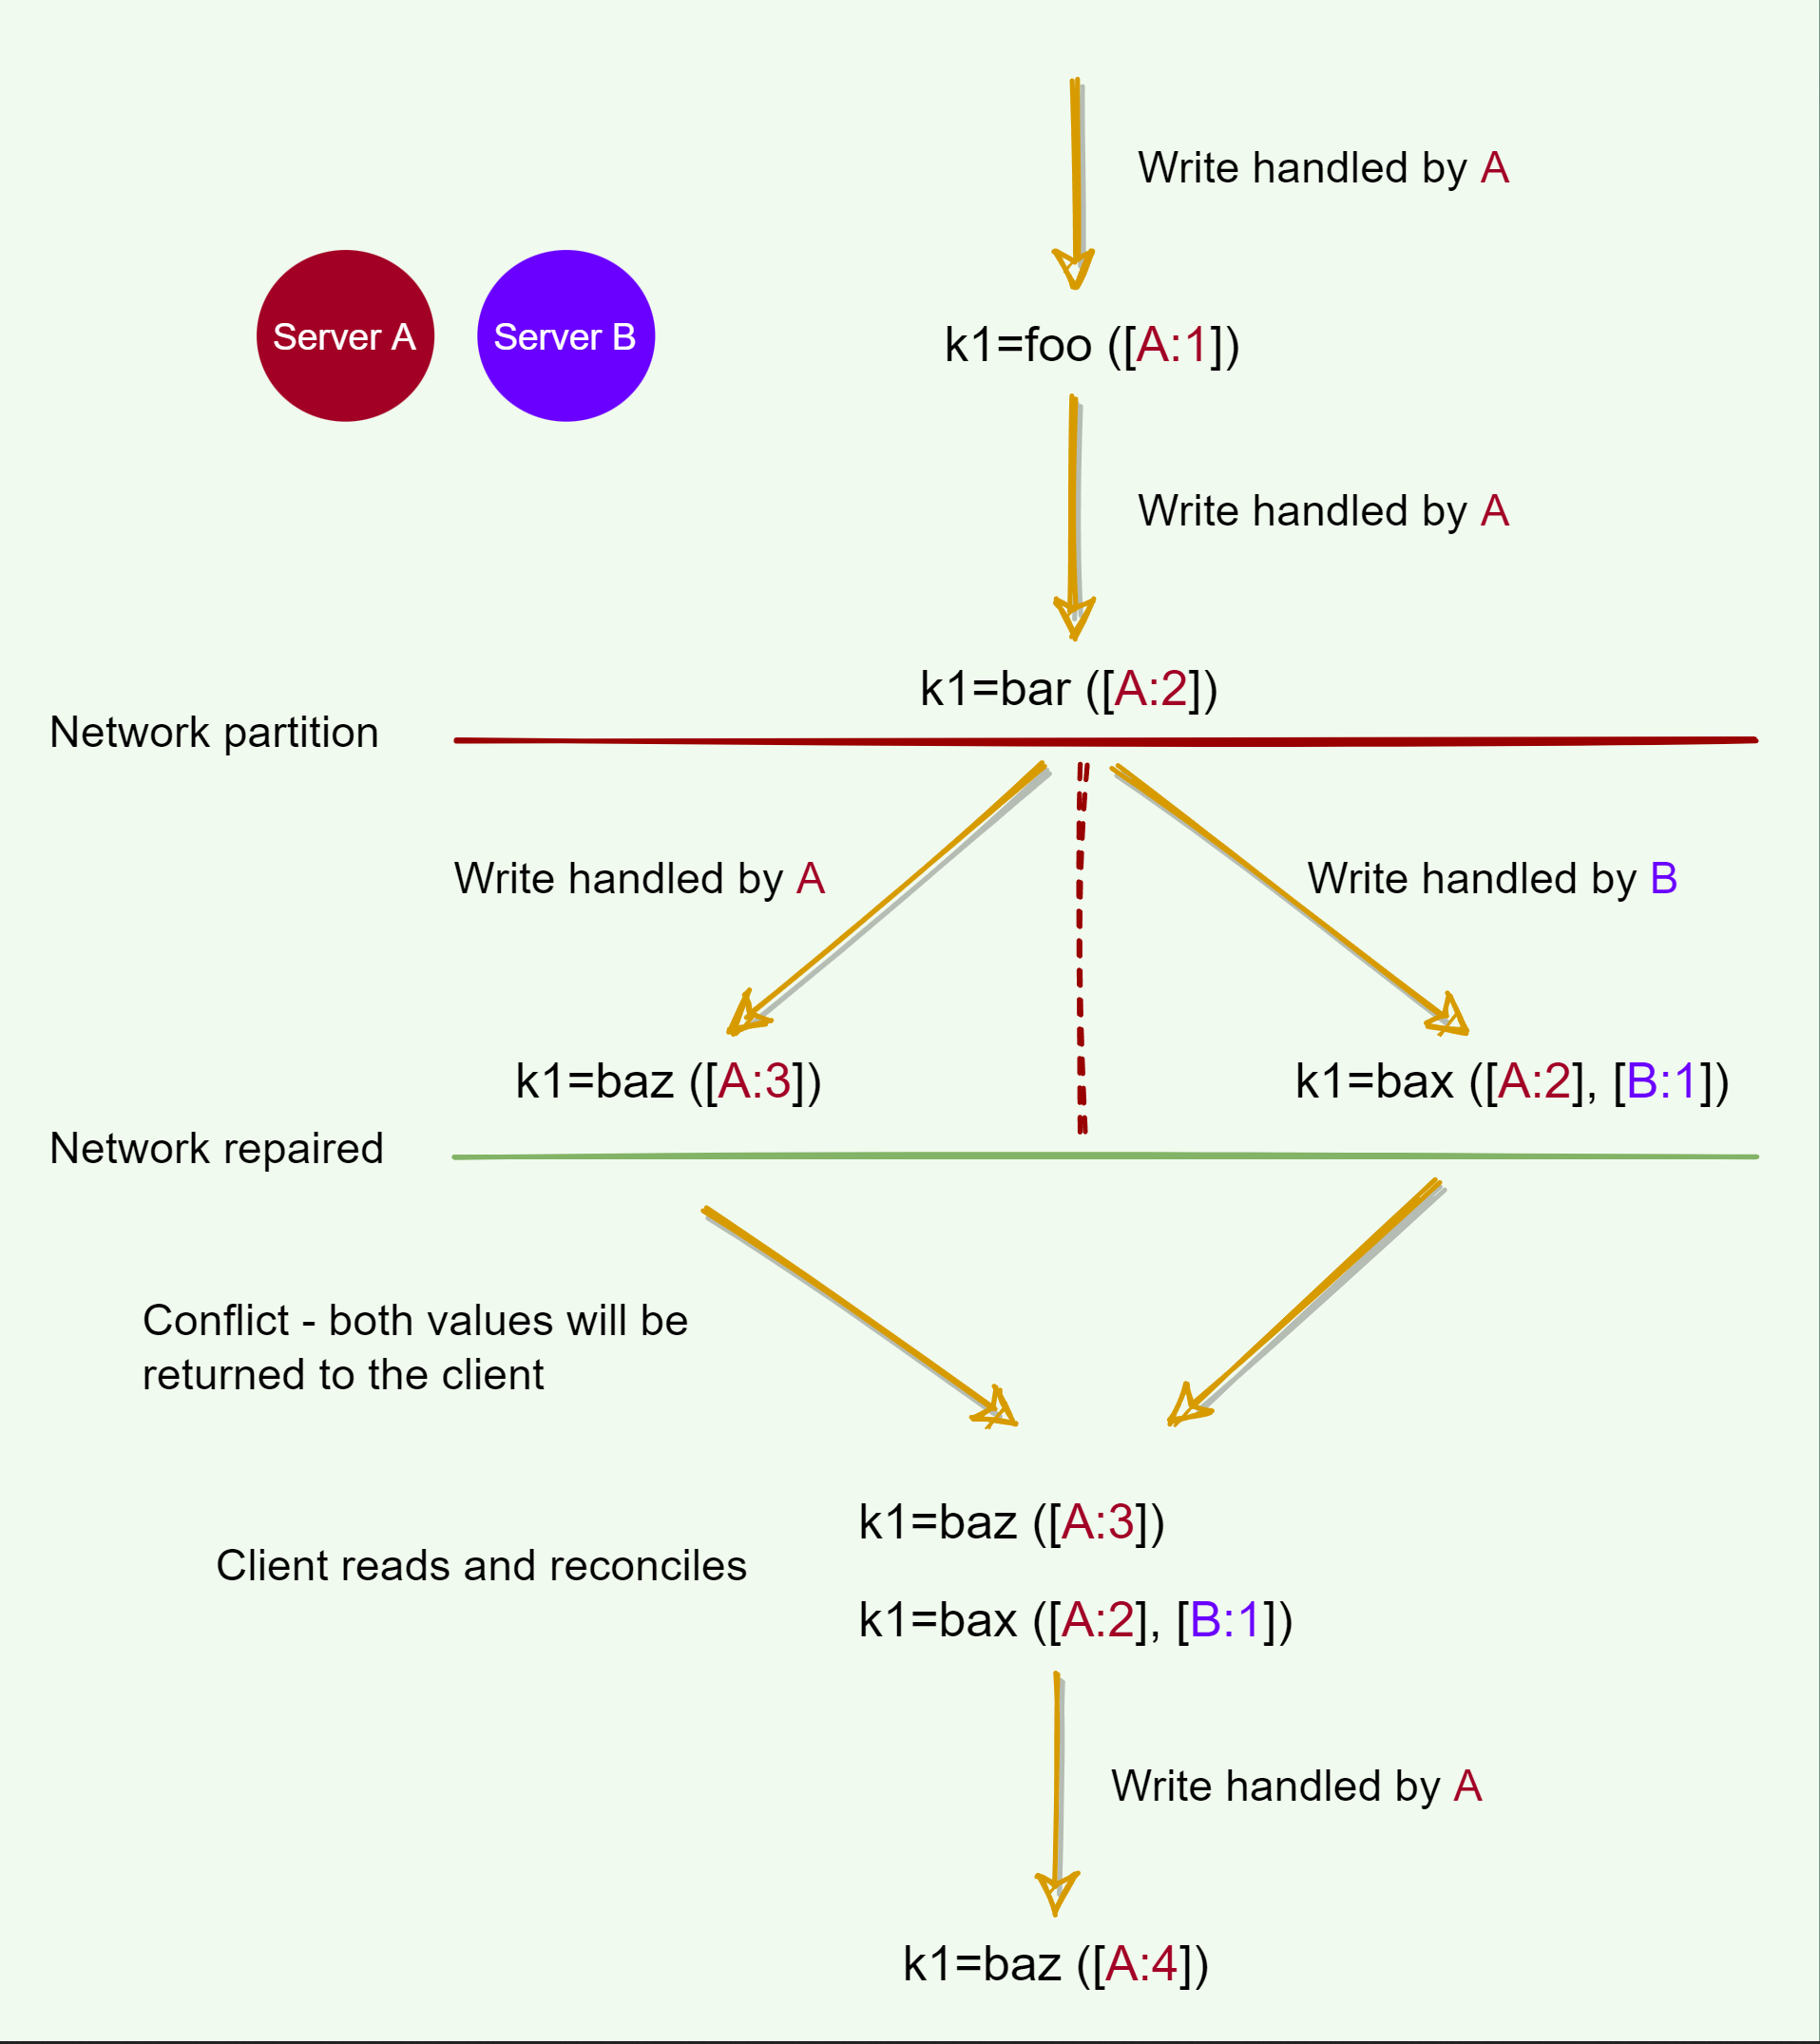 Write handled by A
Server A
Server B
k1=foo ([A:1])
Write handled by A
k1=bar ([A:2])
Network partition
Write handled by A
Write handled by B
k1=baz ([A:3])
k1=bax ([A:2], [B:1])
Network repaired
Conflict - both values will be
returned to the client
k1=baz ([A:3])
Client reads and reconciles
k1=bax ([A:2], [B:1])
Write handled by A
k1=baz ([A:4])